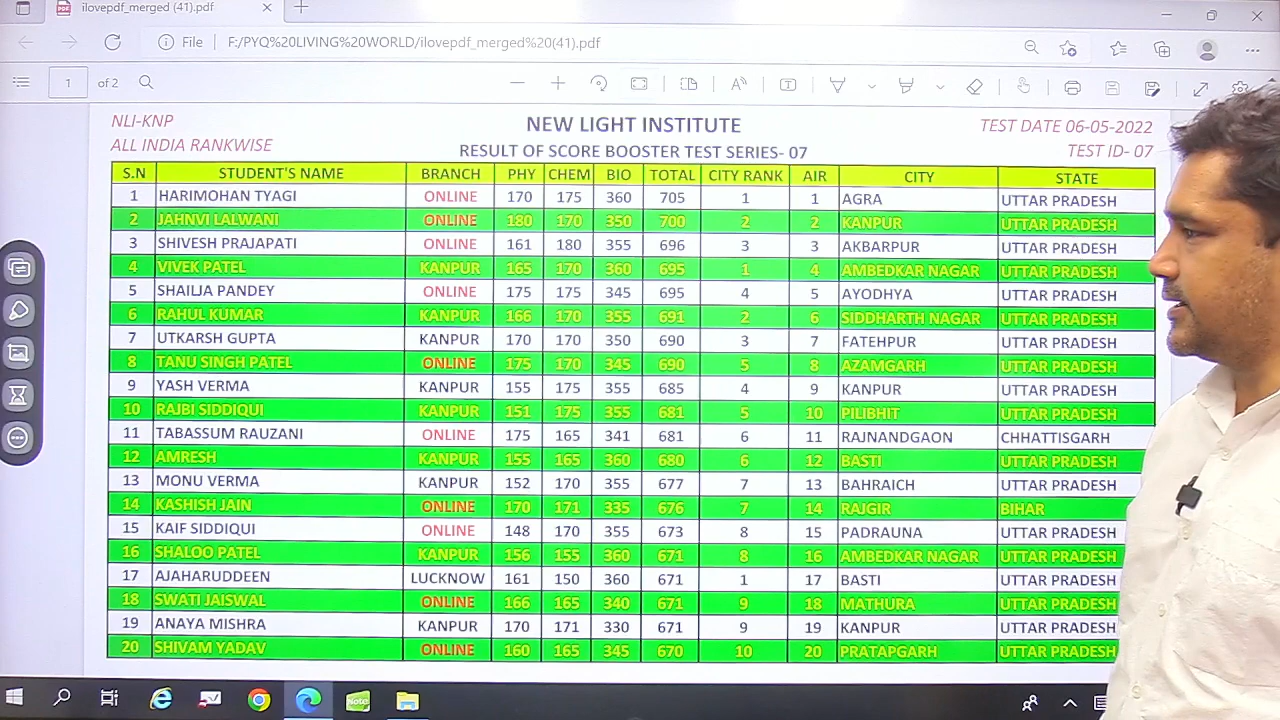 ilovepdf_merged (41).pdf
File F:/PYQ%20LIVING%20WORLD/ilovepdf_merged%20(41).pdf
1 of 2
NLI-KNP NEW LIGHT INSTITUTE TEST DATE 06-05-2022
ALL INDIA RANKWISE RESULT OF SCORE BOOSTER TEST SERIES- 07 TEST ID- 07
S.N STUDENT'S NAME BRANCH PHY CHEM BIO TOTAL CITY RANK AIR CITY STATE
1 HARIMOHAN TYAGI ONLINE 170 175 360 705 1 1 AGRA UTTAR PRADESH
2 JAHNVI LALWANI ONLINE 180 170 350 700 2 2 KANPUR UTTAR PRADESH
3 SHIVESH PRAJAPATI ONLINE 161 180 355 696 3 3 AKBARPUR UTTAR PRADESH
4 VIVEK PATEL KANPUR 165 170 360 695 1 4 AMBEDKAR NAGAR UTTAR PRADESH
5 SHAILJA PANDEY ONLINE 175 175 345 695 4 5 AYODHYA UTTAR PRADESH
6 RAHUL KUMAR KANPUR 166 170 355 691 2 6 SIDDHARTH NAGAR UTTAR PRADESH
7 UTKARSH GUPTA KANPUR 170 170 350 690 3 7 FATEHPUR UTTAR PRADESH
8 TANU SINGH PATEL ONLINE 175 170 345 690 5 8 AZAMGARH UTTAR PRADESH
9 YASH VERMA KANPUR 155 175 355 685 4 9 KANPUR UTTAR PRADESH
10 RAJBI SIDDIQUI KANPUR 151 175 355 681 5 10 PILIBHIT UTTAR PRADESH
11 TABASSUM RAUZANI ONLINE 175 165 341 681 6 11 RAJNANDGAON CHHATTISGARH
12 AMRESH KANPUR 155 165 360 680 6 12 BASTI UTTAR PRADESH
13 MONU VERMA KANPUR 152 170 355 677 7 13 BAHRAICH UTTAR PRADESH
14 KASHISH JAIN ONLINE 170 171 335 676 7 14 RAJGIR BIHAR
15 KAIF SIDDIQUI ONLINE 148 170 355 673 8 15 PADRAUNA UTTAR PRADESH
16 SHALOO PATEL KANPUR 156 155 360 671 8 16 AMBEDKAR NAGAR UTTAR PRADESH
17 AJAHARUDDEEN LUCKNOW 161 150 360 671 1 17 BASTI UTTAR PRADESH
18 SWATI JAISWAL ONLINE 166 165 340 671 9 18 MATHURA UTTAR PRADESH
19 ANAYA MISHRA KANPUR 170 171 330 671 9 19 KANPUR UTTAR PRADESH
20 SHIVAM YADAV ONLINE 160 165 345 670 10 20 PRATAPGARH UTTAR PRADESH
Note